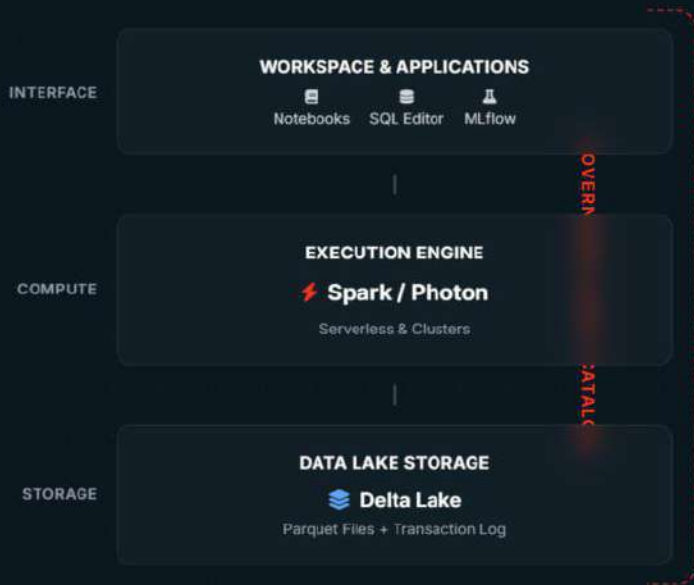 INTERFACE
WORKSPACE & APPLICATIONS
Notebooks SQL Editor MLflow
COMPUTE
EXECUTION ENGINE
Spark / Photon
Serverless & Clusters
STORAGE
DATA LAKE STORAGE
Delta Lake
Parquet Files + Transaction Log